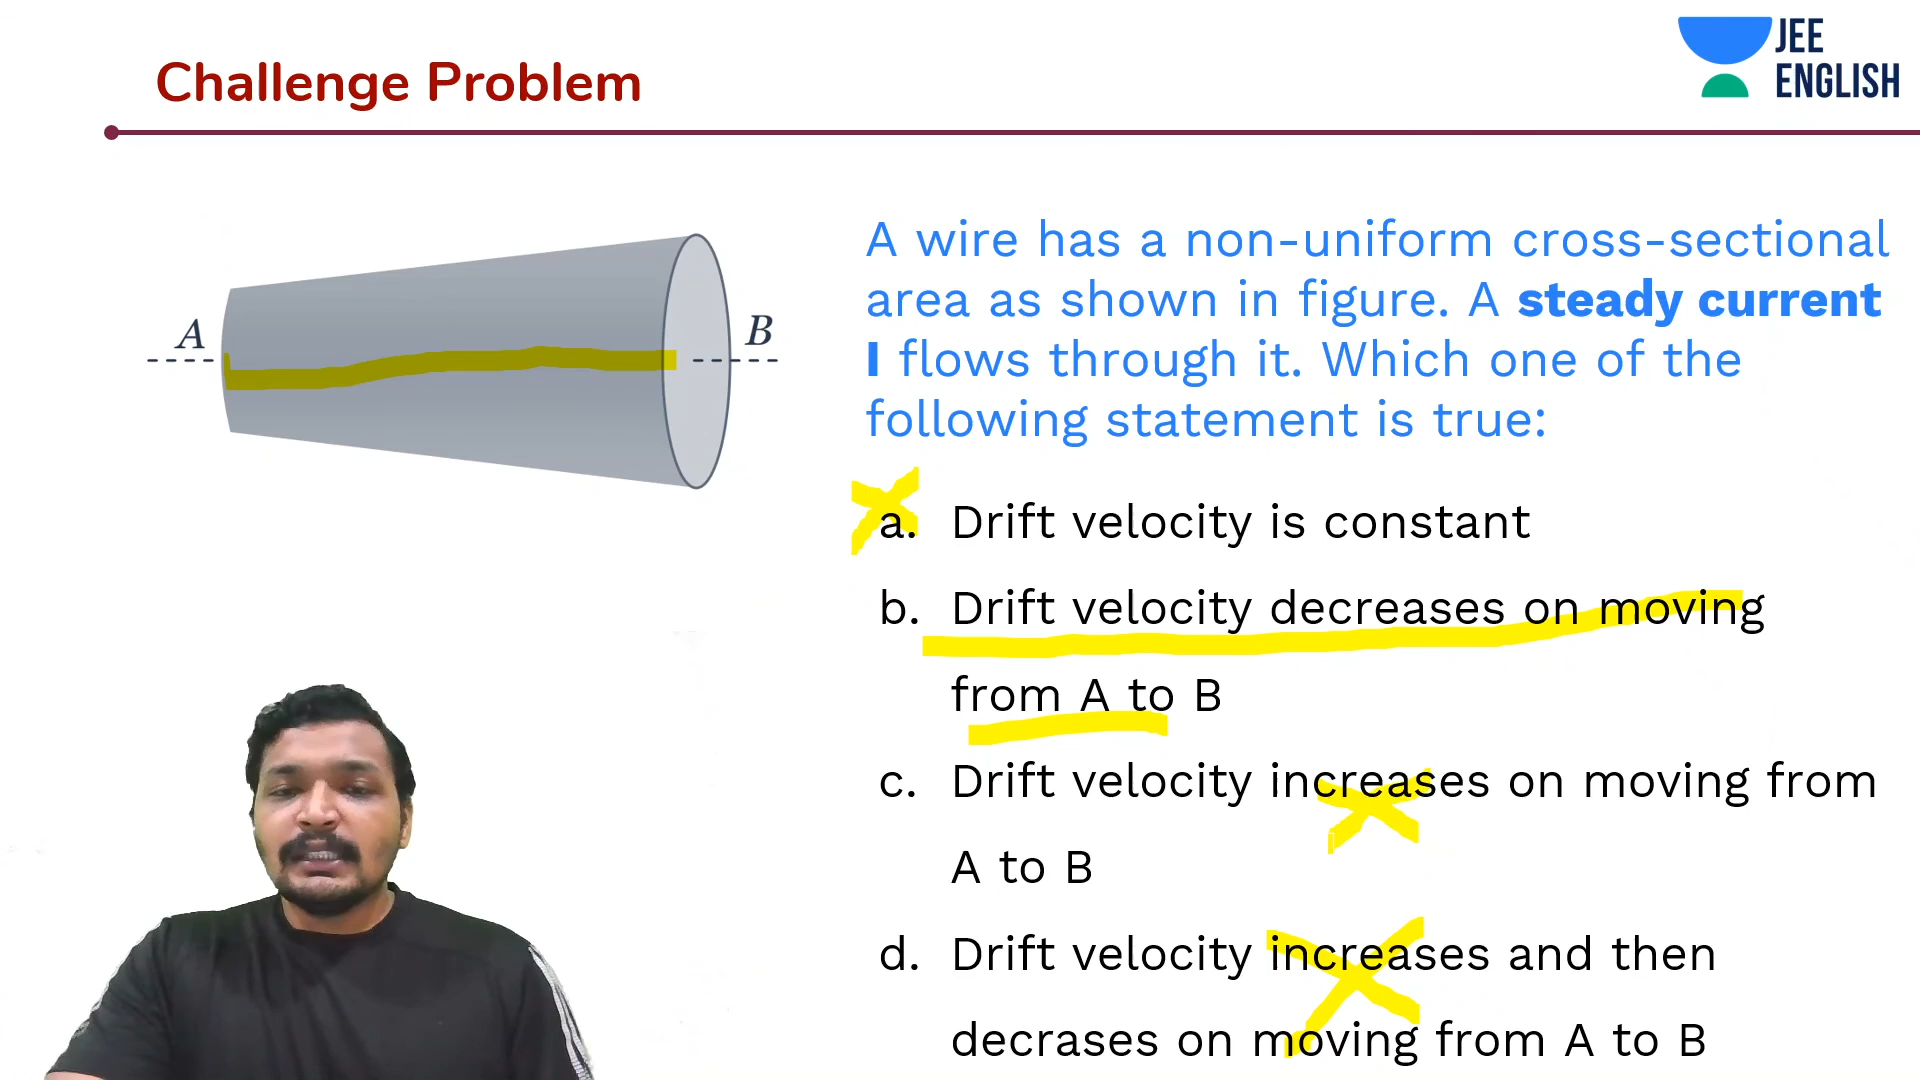 Challenge Problem
JEE
ENGLISH
A
B
A wire has a non-uniform cross-sectional
area as shown in figure. A steady current
I flows through it. Which one of the
following statement is true:
a. Drift velocity is constant
b. Drift velocity decreases on moving
from A to B
c. Drift velocity increases on moving from
A to B
d. Drift velocity increases and then
decrases on moving from A to B